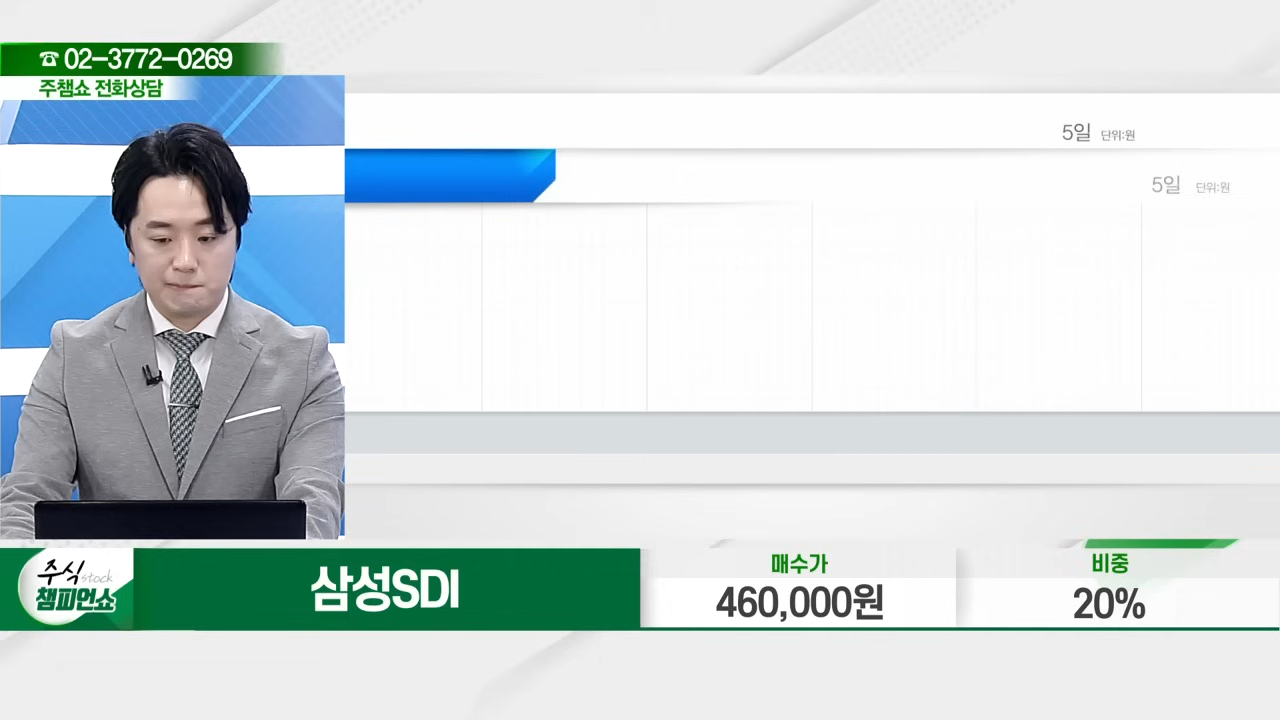 ☎ 02-3772-0269
주챔쇼 전화상담
5일 단위:원
5일 단위:원
주식 stock
챔피언쇼
삼성SDI
매수가
460,000원
비중
20%